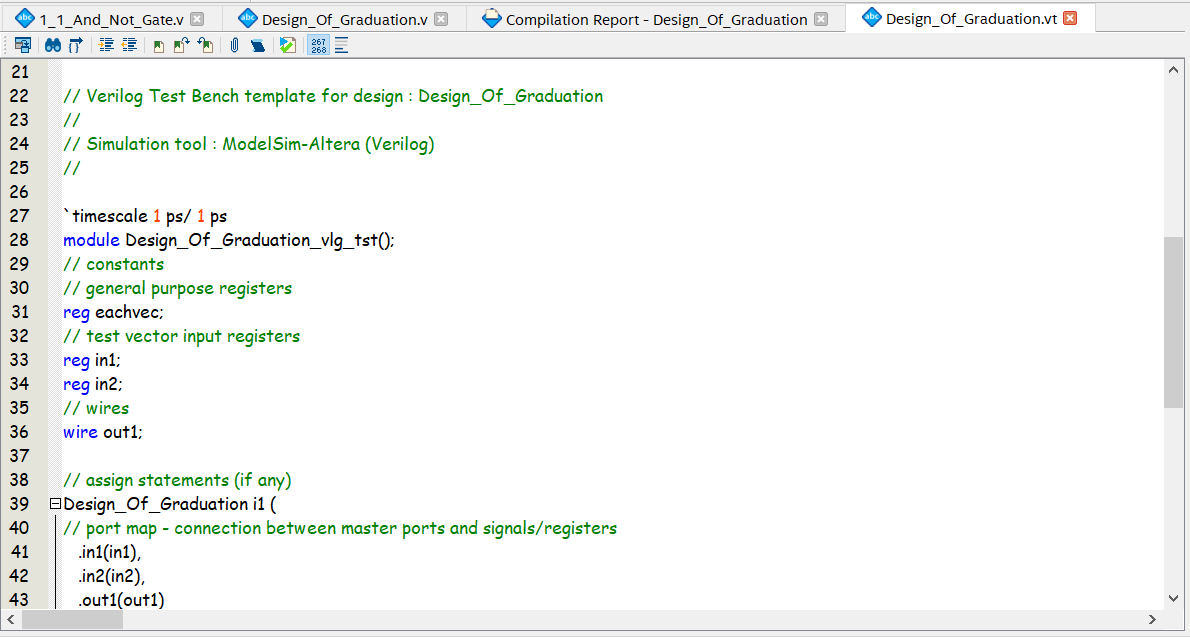 1_1_And_Not_Gate.v
Design_Of_Graduation.v
Compilation Report - Design_Of_Graduation
Design_Of_Graduation.vt
267
268
21
22 // Verilog Test Bench template for design : Design_Of_Graduation
23 //
24 // Simulation tool : ModelSim-Altera (Verilog)
25 //
26
27 `timescale 1 ps/ 1 ps
28 module Design_Of_Graduation_vlg_tst();
29 // constants
30 // general purpose registers
31 reg eachvec;
32 // test vector input registers
33 reg in1;
34 reg in2;
35 // wires
36 wire out1;
37
38 // assign statements (if any)
39 Design_Of_Graduation i1 (
40 // port map - connection between master ports and signals/registers
41 .in1(in1),
42 .in2(in2),
43 .out1(out1)